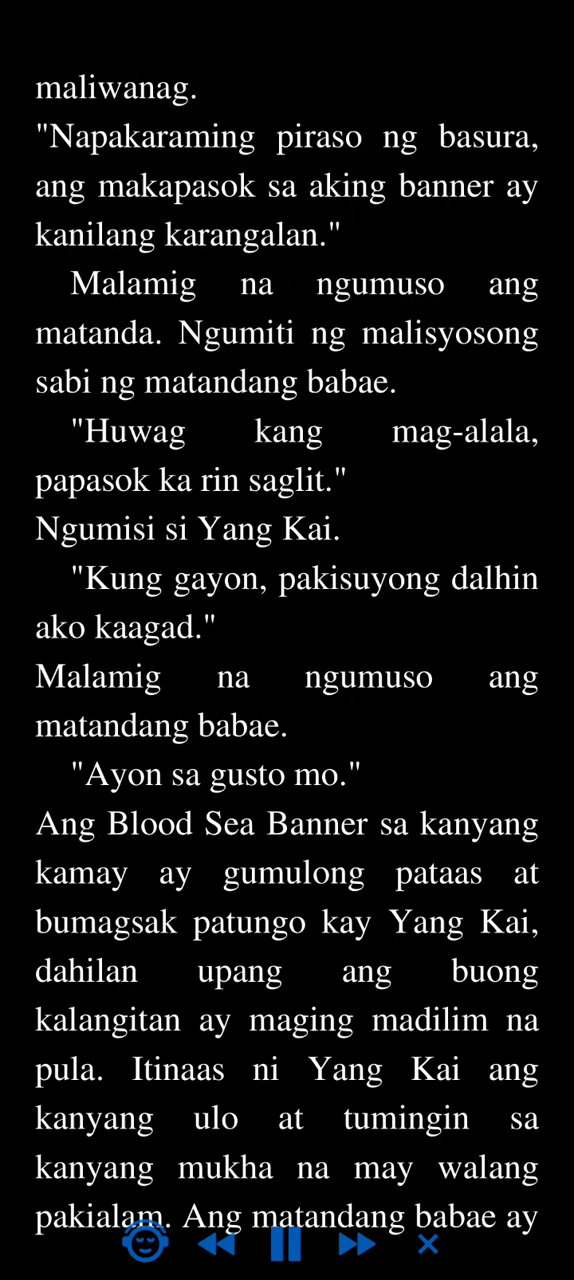 maliwanag.
"Napakaraming piraso ng basura,
ang makapasok sa aking banner ay
kanilang karangalan."
Malamig na ngumuso ang
matanda. Ngumiti ng malisyosong
sabi ng matandang babae.
"Huwag kang mag-alala,
papasok ka rin saglit."
Ngumisi si Yang Kai.
"Kung gayon, pakisuyong dalhin
ako kaagad."
Malamig na ngumuso ang
matandang babae.
"Ayon sa gusto mo."
Ang Blood Sea Banner sa kanyang
kamay ay gumulong pataas at
bumagsak patungo kay Yang Kai,
dahilan upang ang buong
kalangitan ay maging madilim na
pula. Itinaas ni Yang Kai ang
kanyang ulo at tumingin sa
kanyang mukha na may walang
pakialam. Ang matandang babae ay